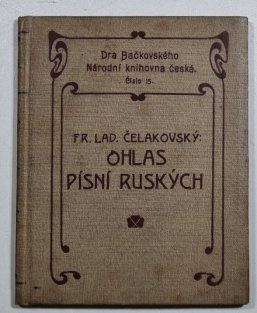 Dra Bačkovského
Národní knihovna česká.
Číslo 15.
FR. LAD. ČELAKOVSKÝ:
OHLAS
PÍSNÍ RUSKÝCH